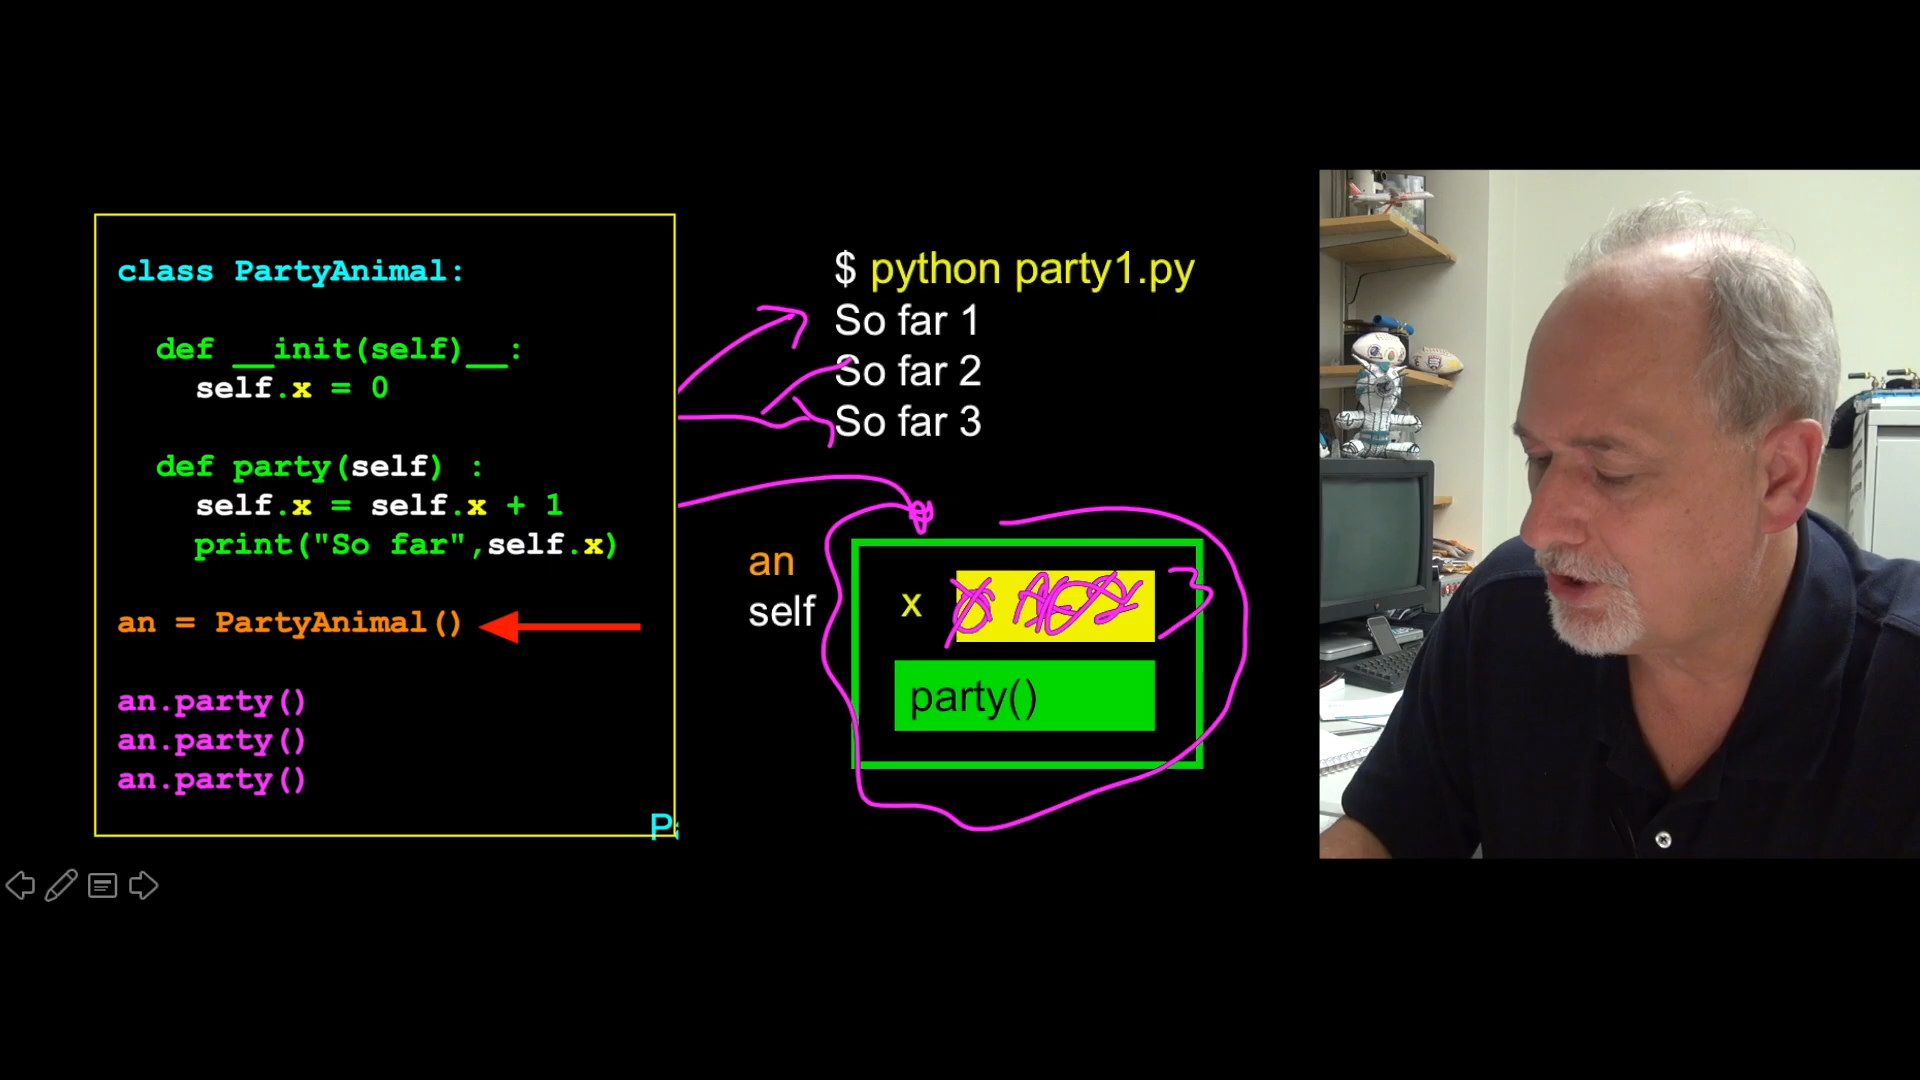 class PartyAnimal:
def __init(self)__:
self.x = 0
def party(self) :
self.x = self.x + 1
print("So far",self.x)
an = PartyAnimal()
an.party()
an.party()
an.party()
$ python party1.py
So far 1
So far 2
So far 3
an
self
x
3
party()